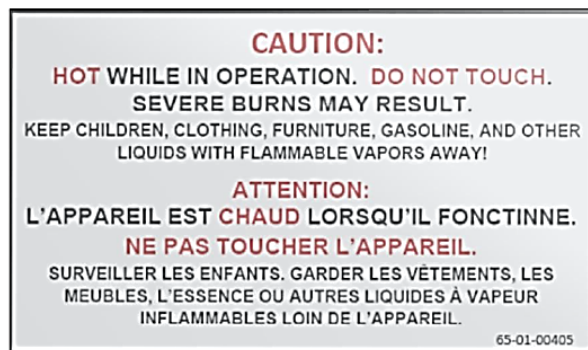 CAUTION:
HOT WHILE IN OPERATION. DO NOT TOUCH.
SEVERE BURNS MAY RESULT.
KEEP CHILDREN, CLOTHING, FURNITURE, GASOLINE, AND OTHER
LIQUIDS WITH FLAMMABLE VAPORS AWAY!
ATTENTION:
L'APPAREIL EST CHAUD LORSQU'IL FONCTINNE.
NE PAS TOUCHER L'APPAREIL.
SURVEILLER LES ENFANTS. GARDER LES VÊTEMENTS, LES
MEUBLES, L'ESSENCE OU AUTRES LIQUIDES À VAPEUR
INFLAMMABLES LOIN DE L'APPAREIL.
65-01-00405